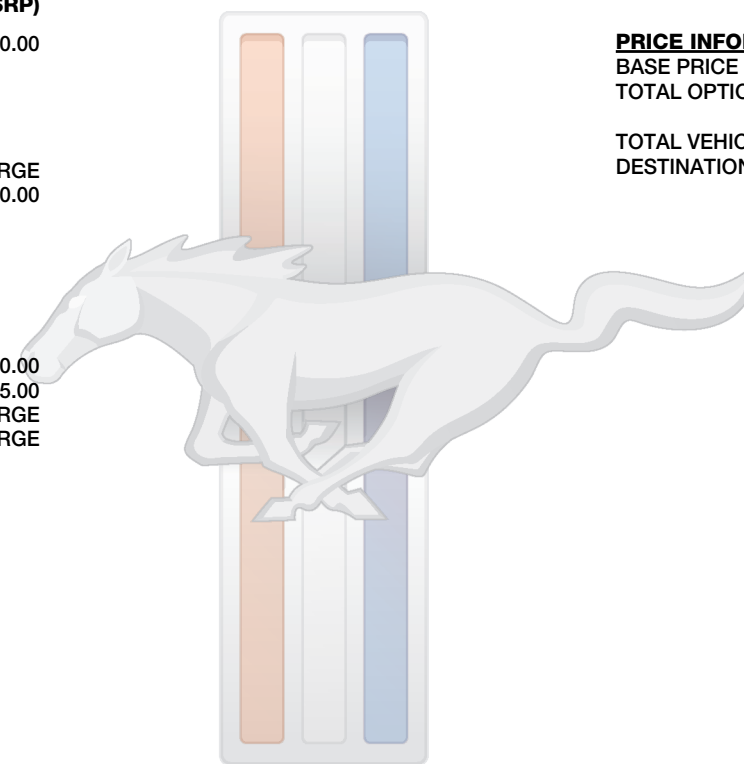 SRP)
0.00
RGE
0.00
0.00
5.00
RGE
RGE
PRICE INFO
BASE PRICE
TOTAL OPTIO
TOTAL VEHIC
DESTINATION